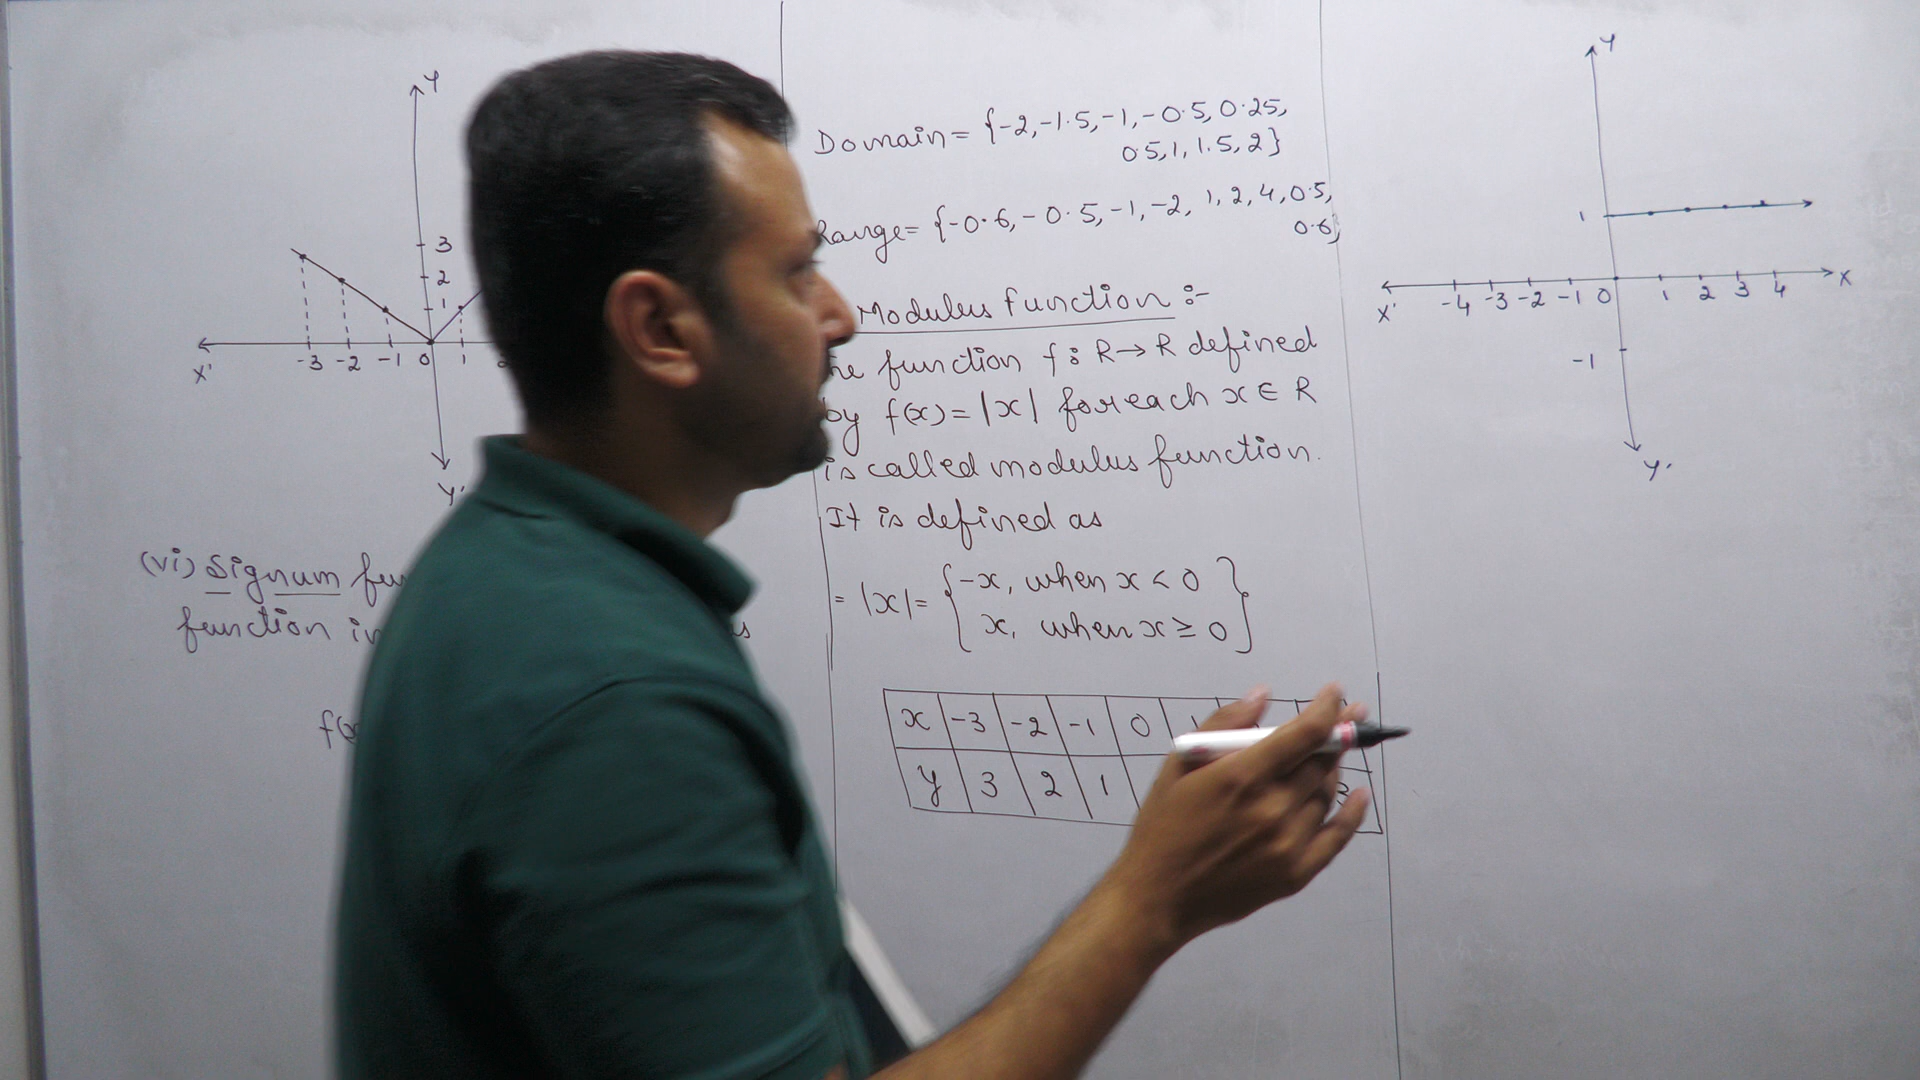 Y
3
2
1
X'
-3 -2 -1 0 1
Y'
(vi) Signum
function in
Domain = {-2, -1.5, -1, -0.5, 0.25,
0.5, 1, 1.5, 2}
Range = {-0.6, -0.5, -1, -2, 1, 2, 4, 0.5,
0.6,
Modulus function :-
function f: R→R defined
by f(x) = |x| for each x ∈ R
is called modulus function.
It is defined as
= |x| = {-x, when x < 0
x, when x ≥ 0}
x -3 -2 -1 0 1
y 3 2 1 3
Y
1
X' -4 -3 -2 -1 0 1 2 3 4 X
-1
Y'